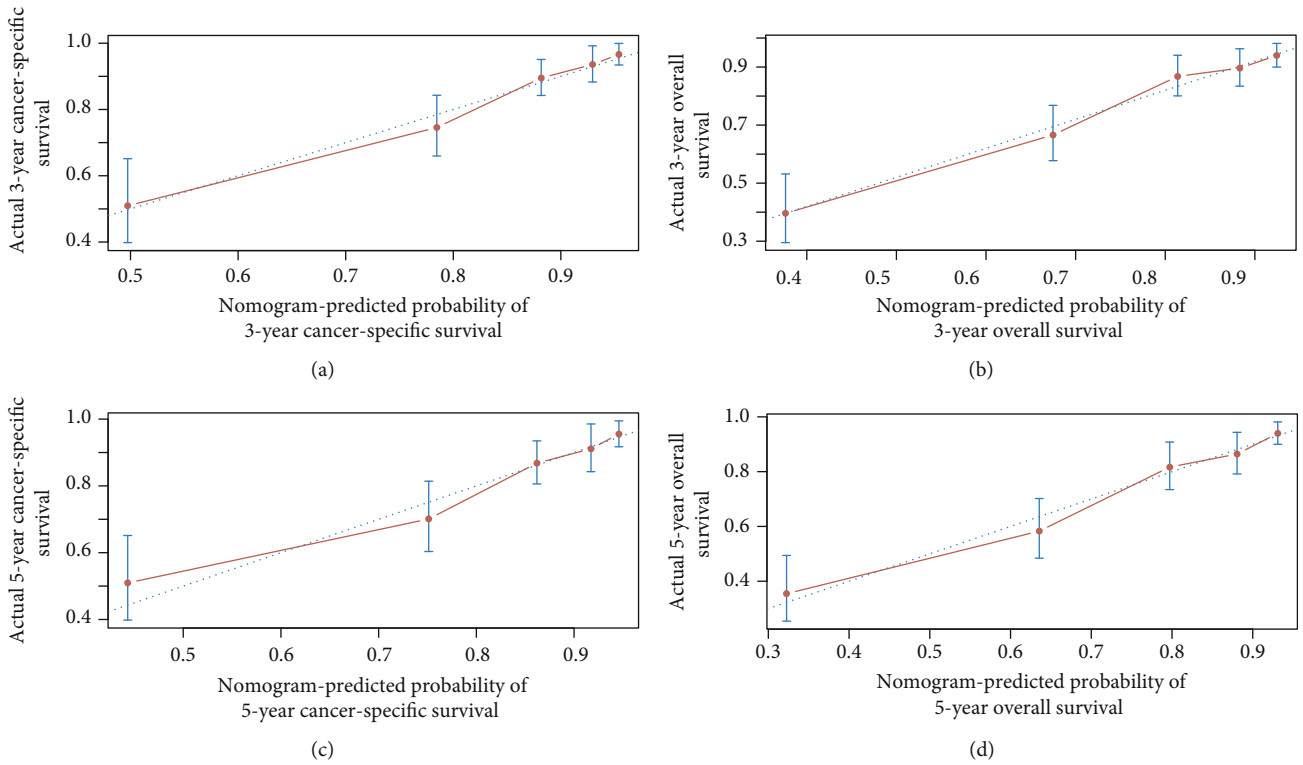 Actual 3-year cancer-specific
survival
1.0
0.8
0.6
0.4
0.5
0.6
0.7
0.8
0.9
Nomogram-predicted probability of
3-year cancer-specific survival
(a)
Actual 3-year overall
survival
0.9
0.7
0.5
0.3
0.4
0.5
0.6
0.7
0.8
0.9
Nomogram-predicted probability of
3-year overall survival
(b)
Actual 5-year cancer-specific
survival
1.0
0.8
0.6
0.4
0.5
0.6
0.7
0.8
0.9
Nomogram-predicted probability of
5-year cancer-specific survival
(c)
Actual 5-year overall
survival
1.0
0.8
0.6
0.4
0.3
0.4
0.5
0.6
0.7
0.8
0.9
Nomogram-predicted probability of
5-year overall survival
(d)